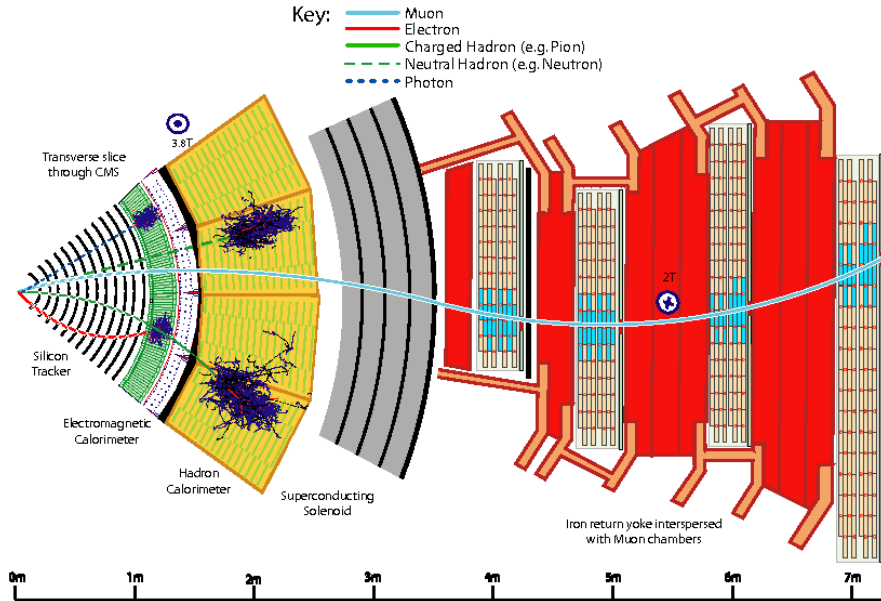 Key:
Muon
Electron
Charged Hadron (e.g. Pion)
Neutral Hadron (e.g. Neutron)
Photon
3.8T
Transverse slice
through CMS
2T
Silicon
Tracker
Electromagnetic
Calorimeter
Hadron
Calorimeter
Superconducting
Solenoid
Iron return yoke interspersed
with Muon chambers
0m 1m 2m 3m 4m 5m 6m 7m